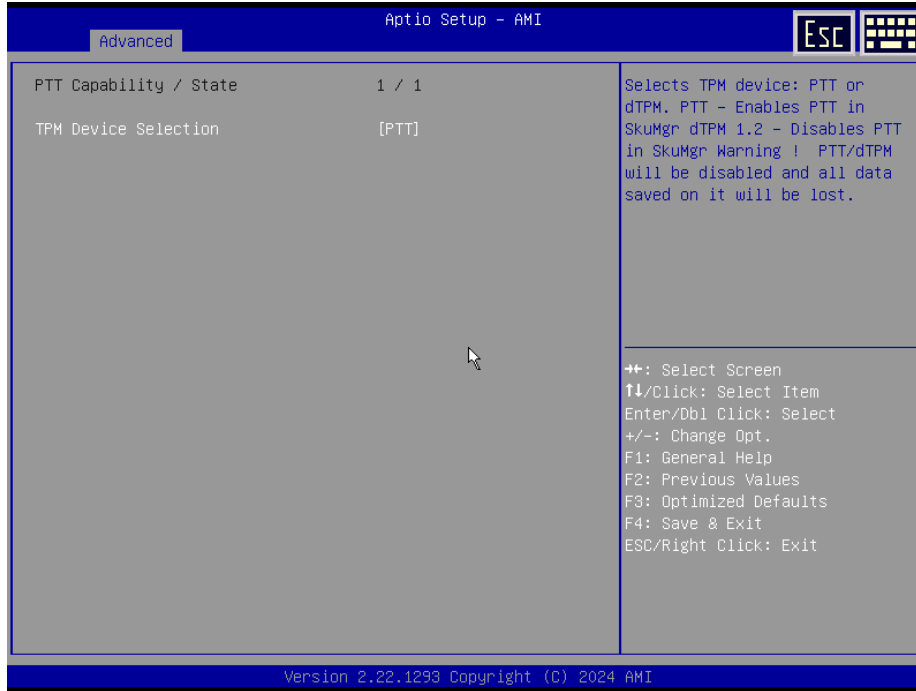 Aptio Setup – AMI
Advanced
Esc
PTT Capability / State 1 / 1
TPM Device Selection [PTT]
Selects TPM device: PTT or
dTPM. PTT – Enables PTT in
SkuMgr dTPM 1.2 – Disables PTT
in SkuMgr Warning ! PTT/dTPM
will be disabled and all data
saved on it will be lost.
→←: Select Screen
↑↓/Click: Select Item
Enter/Dbl Click: Select
+/-: Change Opt.
F1: General Help
F2: Previous Values
F3: Optimized Defaults
F4: Save & Exit
ESC/Right Click: Exit
Version 2.22.1293 Copyright (C) 2024 AMI